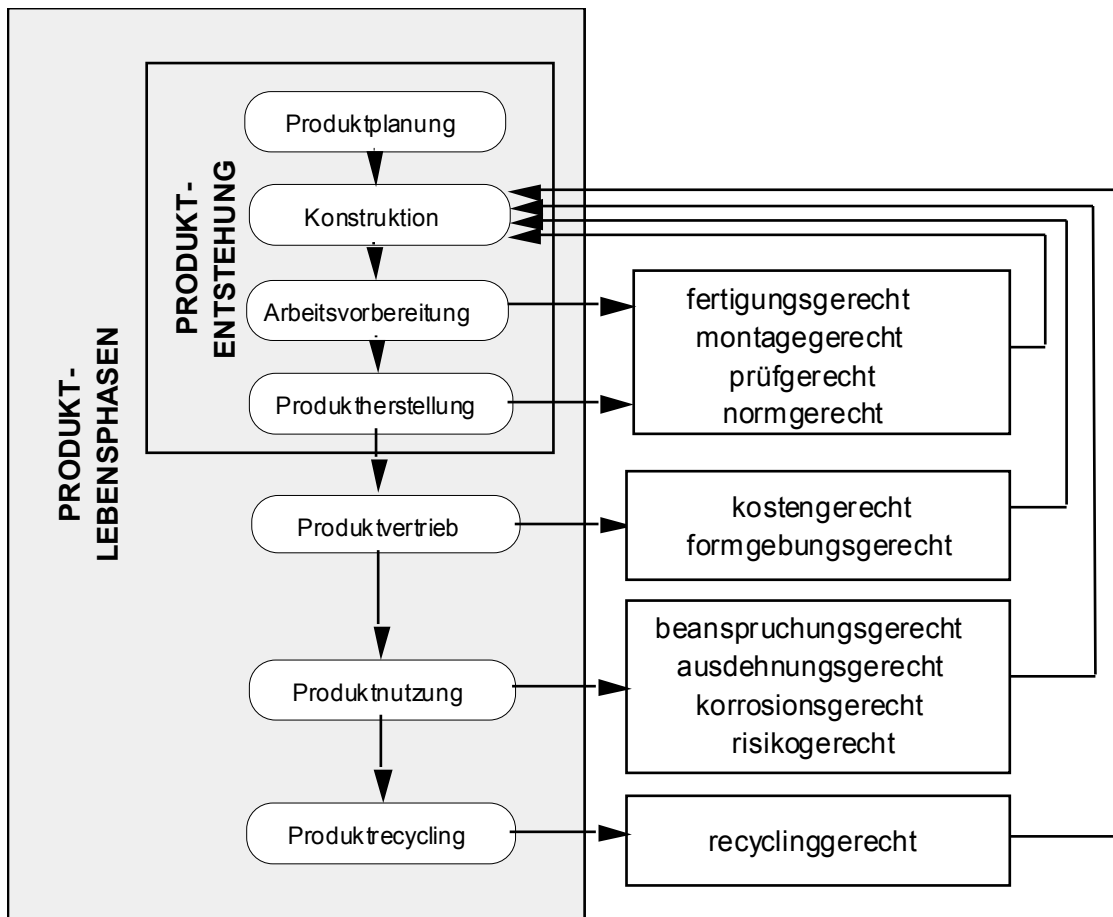 PRODUKT-
LEBENSPHASEN
PRODUKT-
ENTSTEHUNG
Produktplanung
Konstruktion
Arbeitsvorbereitung
Produktherstellung
Produktvertrieb
Produktnutzung
Produktrecycling
fertigungsgerecht
montagegerecht
prüfgerecht
normgerecht
kostengerecht
formgebungsgerecht
beanspruchungsgerecht
ausdehnungsgerecht
korrosionsgerecht
risikogerecht
recyclinggerecht